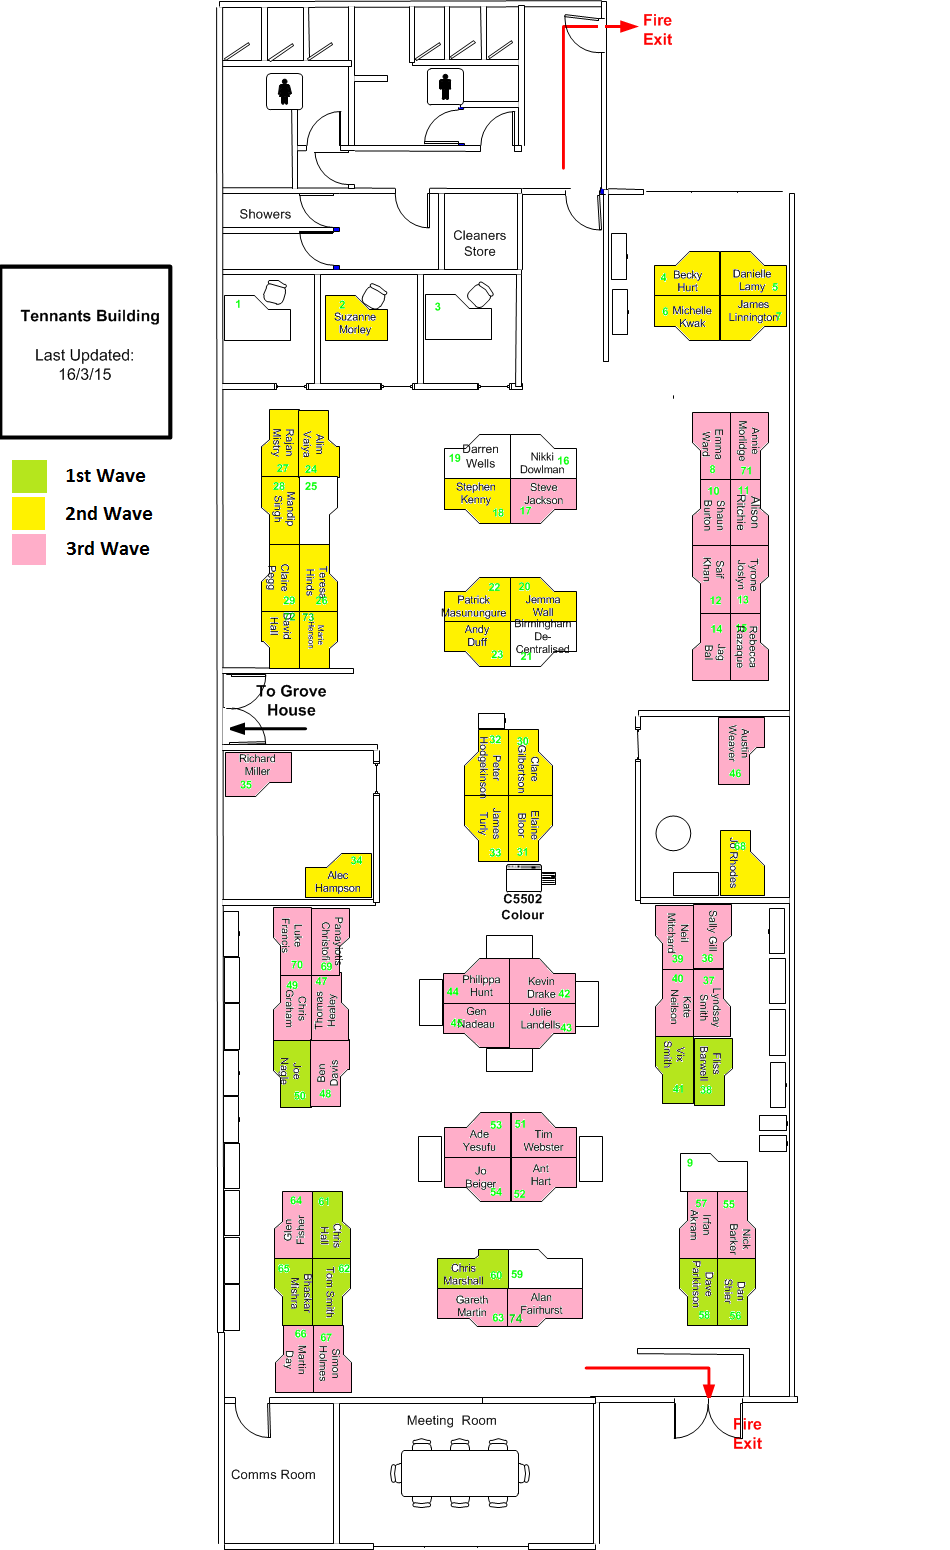 Fire
Exit
Showers
Cleaners
Store
Tennants Building
Last Updated:
16/3/15
1st Wave
2nd Wave
3rd Wave
1
2
Suzanne
Morley
3
4
Becky
Hurt
Danielle
Lamy
5
6
Michelle
Kwak
James
Linnington
7
Rajan
Mistry
27
Alim
Valva
24
28
Mandip
Singh
25
Claire
Pegg
29
Teresa
Hinds
26
David
Hall
73
Marie
Henson
19
Darren
Wells
Nikki
Dowlman
16
Stephen
Kenny
18
Steve
Jackson
17
Emma
Ward
8
Annie
Morlidge
71
10
Shaun
Burton
11
Alison
Ritchie
Saif
Khan
12
Tyrone
Joslyn
13
14
Jag
Bal
Rebecca
Razaque
22
Patrick
Masunungure
20
Jemma
Wall
Andy
Duff
23
Birmingham
De-
Centralised
21
To Grove
House
32
Peter
Hodgekinson
30
Clare
Gilbertson
James
Turly
33
Elaine
Bloor
31
C5502
Colour
Richard
Miller
35
34
Alec
Hampson
Austin
Weaver
46
Jo Rhodes
68
Luke
Francis
70
Panayiotis
Christofi
69
49
Chris
Graham
47
Healey
Thomas
Joe
Nagle
50
Davis
Ben
48
Philippa
Hunt
44
Kevin
Drake
42
Gen
Nadeau
Julie
Landells
43
Neil
Mitchard
39
Sally Gill
36
40
Kate
Neilson
37
Lyndsay
Smith
Vix
Smith
41
Fliss
Barwell
38
53
Ade
Yesufu
51
Tim
Webster
Jo
Beiger
54
Ant
Hart
52
9
57
Irfan
Akram
55
Nick
Barker
Dave
Parkinson
58
Dan
Shier
56
64
Fisher
Glen
61
Chris
Hall
65
Bhaskar
Mishra
Tom Smith
62
66
Martin
Day
67
Simon
Holmes
Chris
Marshall
60
59
Gareth
Martin
63
Alan
Fairhurst
74
Fire
Exit
Meeting Room
Comms Room